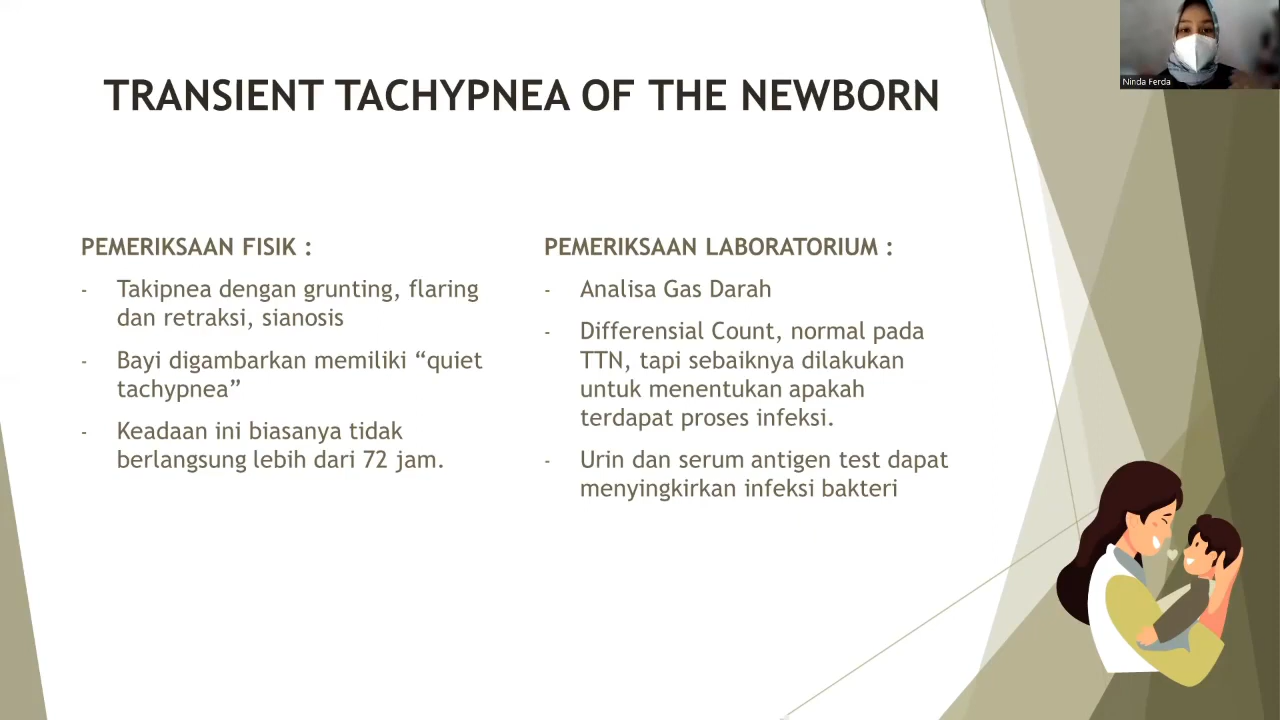 TRANSIENT TACHYPNEA OF THE NEWBORN
Ninda Ferda
PEMERIKSAAN FISIK :
- Takipnea dengan grunting, flaring
dan retraksi, sianosis
- Bayi digambarkan memiliki “quiet
tachypnea”
- Keadaan ini biasanya tidak
berlangsung lebih dari 72 jam.
PEMERIKSAAN LABORATORIUM :
- Analisa Gas Darah
- Differensial Count, normal pada
TTN, tapi sebaiknya dilakukan
untuk menentukan apakah
terdapat proses infeksi.
- Urin dan serum antigen test dapat
menyingkirkan infeksi bakteri